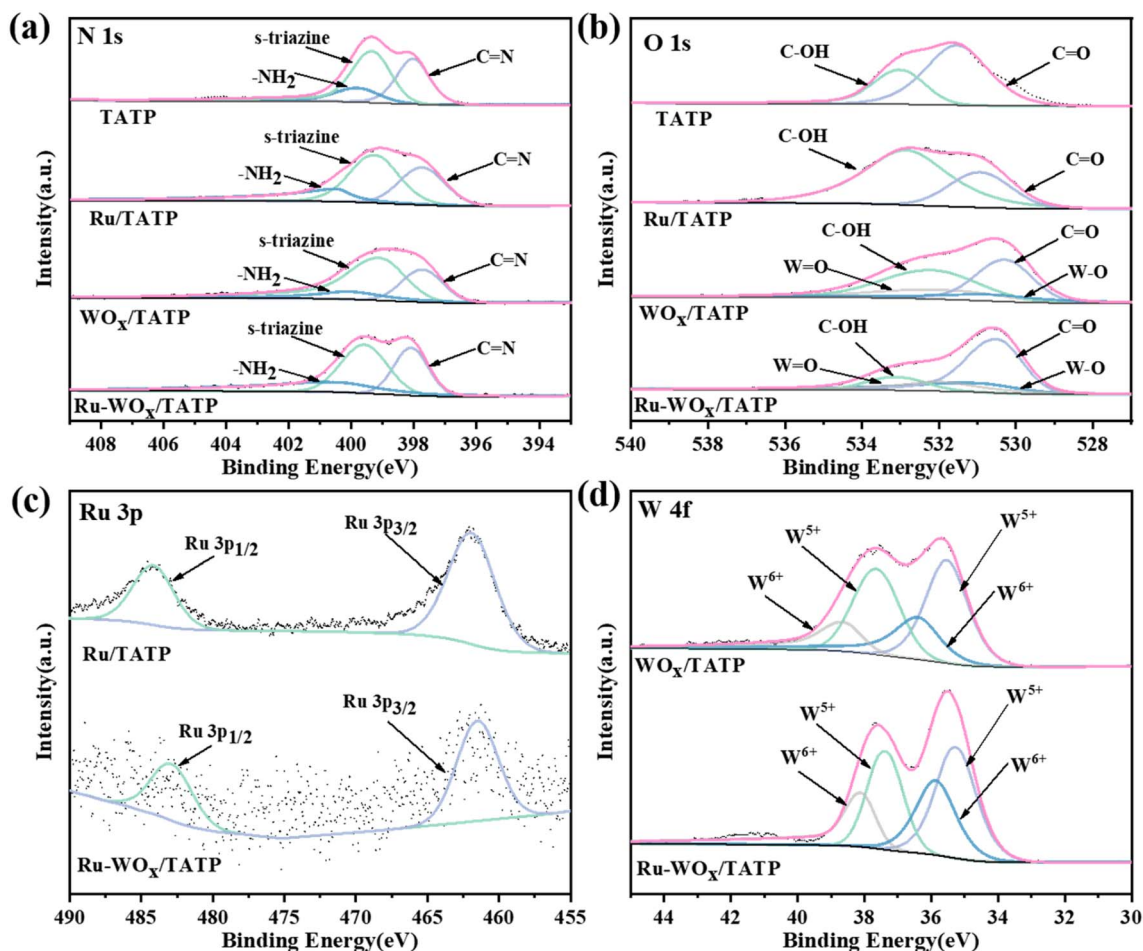 (a)
N 1s
s-triazine
-NH2
C=N
TATP
s-triazine
-NH2
C=N
Ru/TATP
s-triazine
-NH2
C=N
WOx/TATP
s-triazine
-NH2
C=N
Ru-WOx/TATP
Intensity(a.u.)
408 406 404 402 400 398 396 394
Binding Energy(eV)
(b)
O 1s
C-OH
C=O
TATP
C-OH
C=O
Ru/TATP
C-OH
C=O
W=O
W-O
WOx/TATP
C-OH
C=O
W=O
W-O
Ru-WOx/TATP
Intensity(a.u.)
540 538 536 534 532 530 528
Binding Energy(eV)
(c)
Ru 3p
Ru 3p1/2
Ru 3p3/2
Ru/TATP
Ru 3p1/2
Ru 3p3/2
Ru-WOx/TATP
Intensity(a.u.)
490 485 480 475 470 465 460 455
Binding Energy(eV)
(d)
W 4f
W5+
W5+
W6+
W6+
WOx/TATP
W5+
W5+
W6+
W6+
Ru-WOx/TATP
Intensity(a.u.)
44 42 40 38 36 34 32 30
Binding Energy(eV)